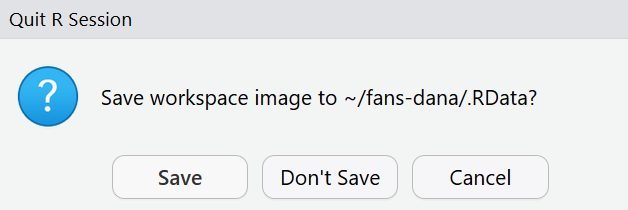 Quit R Session
?
Save workspace image to ~/fans-dana/.RData?
Save Don't Save Cancel